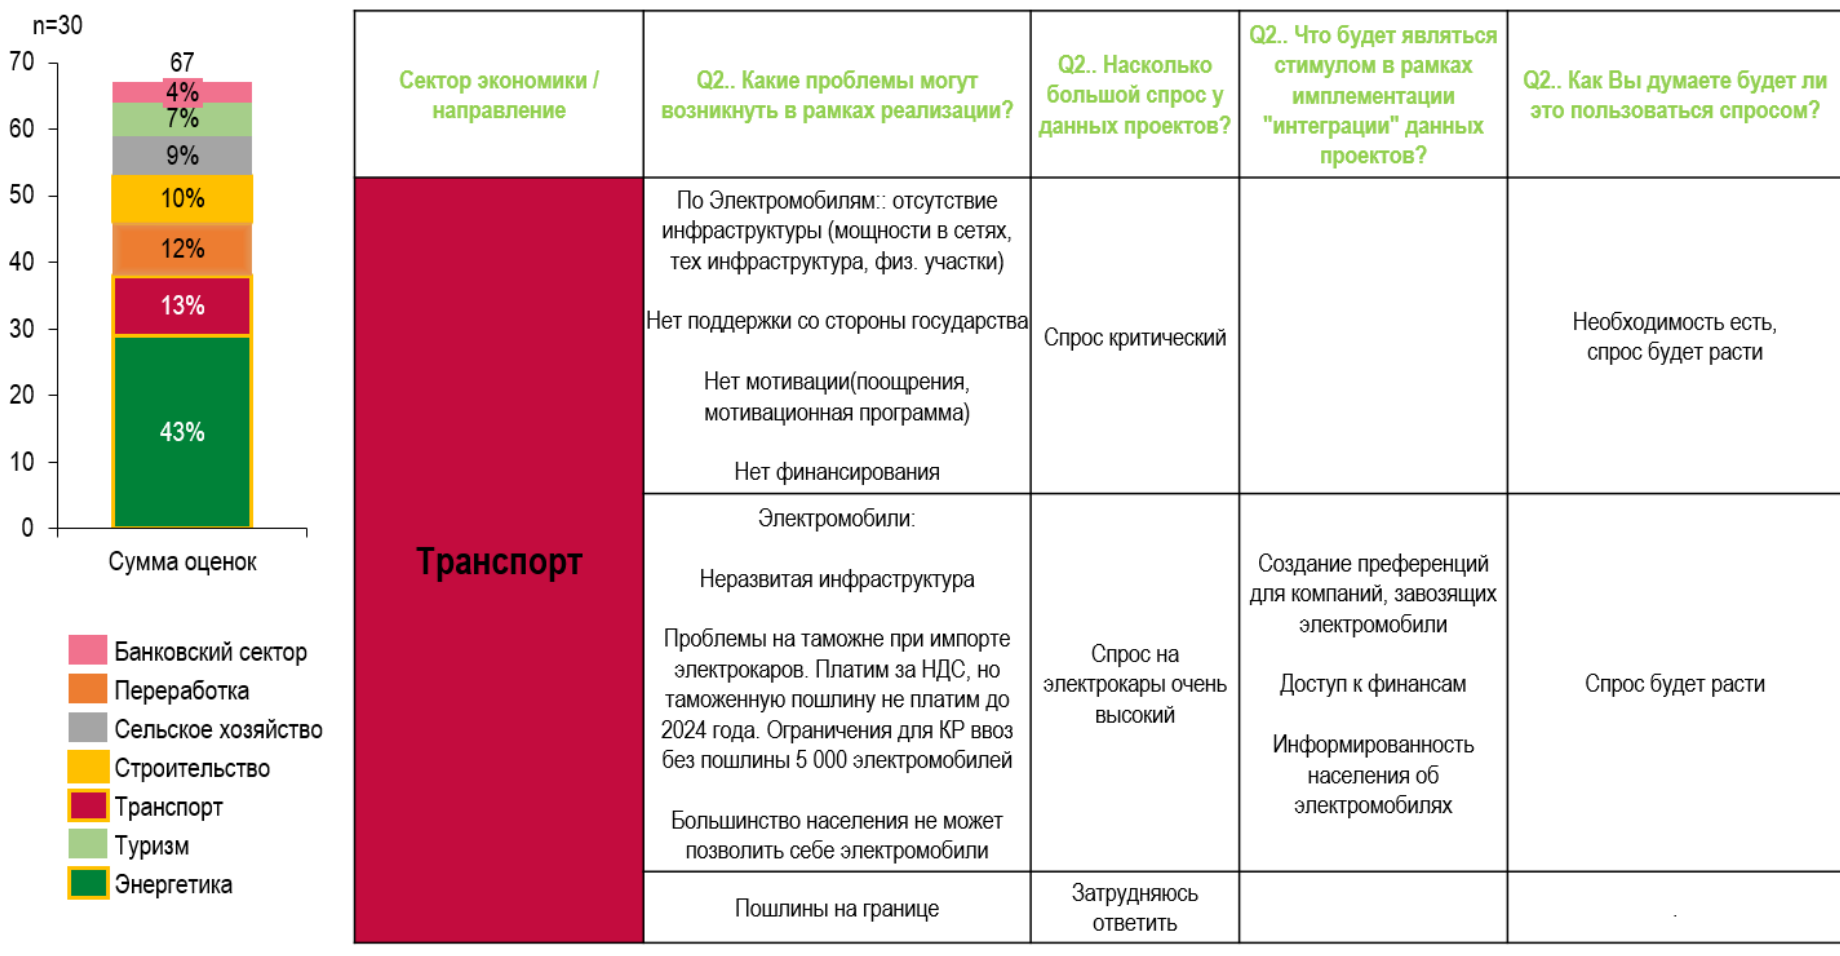 n=30
70
60
50
40
30
20
10
0
67
4%
7%
9%
10%
12%
13%
43%
Сумма оценок
Банковский сектор
Переработка
Сельское хозяйство
Строительство
Транспорт
Туризм
Энергетика
Сектор экономики /
направление
Q2.. Какие проблемы могут
возникнуть в рамках реализации?
Q2.. Насколько
большой спрос у
данных проектов?
Q2.. Что будет являться
стимулом в рамках
имплементации
"интеграции" данных
проектов?
Q2.. Как Вы думаете будет ли
это пользоваться спросом?
Транспорт
По Электромобилям:: отсутствие
инфраструктуры (мощности в сетях,
тех инфраструктура, физ. участки)
Нет поддержки со стороны государства
Нет мотивации(поощрения,
мотивационная программа)
Нет финансирования
Спрос критический
Необходимость есть,
спрос будет расти
Электромобили:
Неразвитая инфраструктура
Проблемы на таможне при импорте
электрокаров. Платим за НДС, но
таможенную пошлину не платим до
2024 года. Ограничения для КР ввоз
без пошлины 5 000 электромобилей
Большинство населения не может
позволить себе электромобили
Спрос на
электрокары очень
высокий
Создание преференций
для компаний, завозящих
электромобили
Доступ к финансам
Информированность
населения об
электромобилях
Спрос будет расти
Пошлины на границе
Затрудняюсь
ответить
.